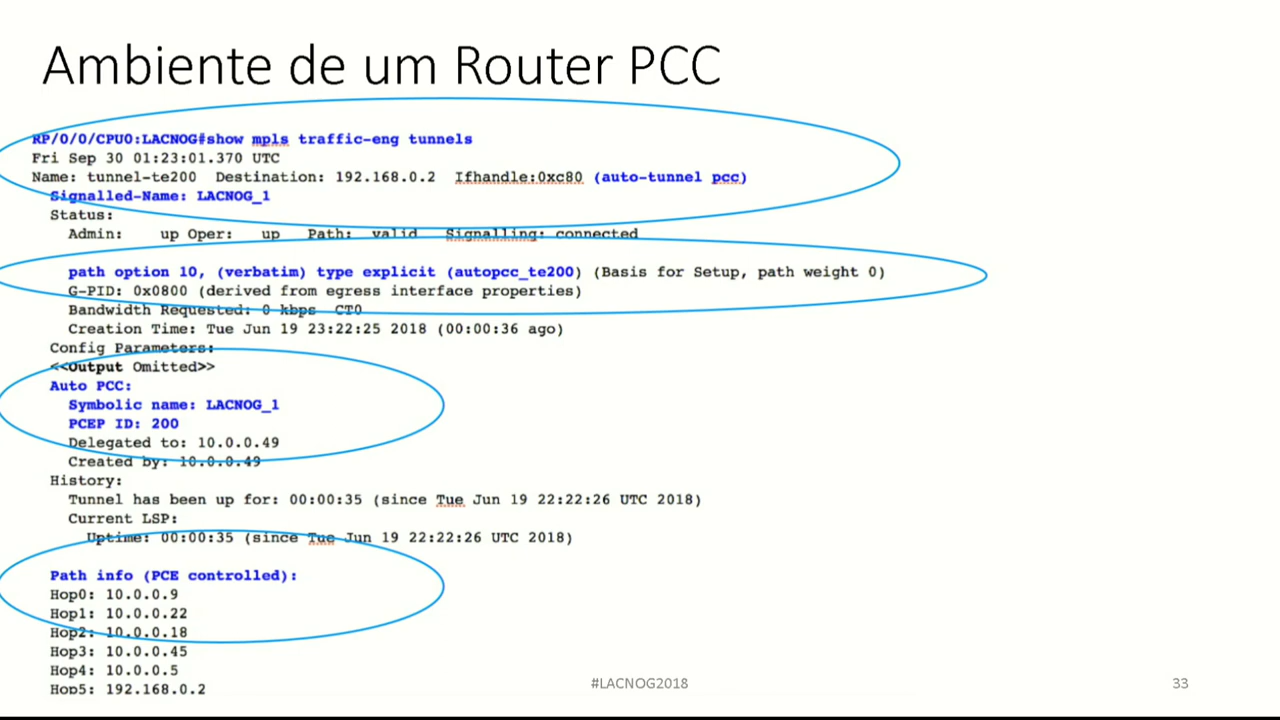 Ambiente de um Router PCC
RP/0/0/CPU0:LACNOG#show mpls traffic-eng tunnels
Fri Sep 30 01:23:01.370 UTC
Name: tunnel-te200  Destination: 192.168.0.2  Ifhandle:0xc80 (auto-tunnel pcc)
Signalled-Name: LACNOG_1
Status:
Admin:    up Oper:   up   Path:  valid   Signalling: connected
path option 10, (verbatim) type explicit (autopcc_te200) (Basis for Setup, path weight 0)
G-PID: 0x0800 (derived from egress interface properties)
Bandwidth Requested: 0 kbps  CT0
Creation Time: Tue Jun 19 23:22:25 2018 (00:00:36 ago)
Config Parameters:
<<Output Omitted>>
Auto PCC:
Symbolic name: LACNOG_1
PCEP ID: 200
Delegated to: 10.0.0.49
Created by: 10.0.0.49
History:
Tunnel has been up for: 00:00:35 (since Tue Jun 19 22:22:26 UTC 2018)
Current LSP:
Uptime: 00:00:35 (since Tue Jun 19 22:22:26 UTC 2018)
Path info (PCE controlled):
Hop0: 10.0.0.9
Hop1: 10.0.0.22
Hop2: 10.0.0.18
Hop3: 10.0.0.45
Hop4: 10.0.0.5
Hop5: 192.168.0.2
#LACNOG2018
33